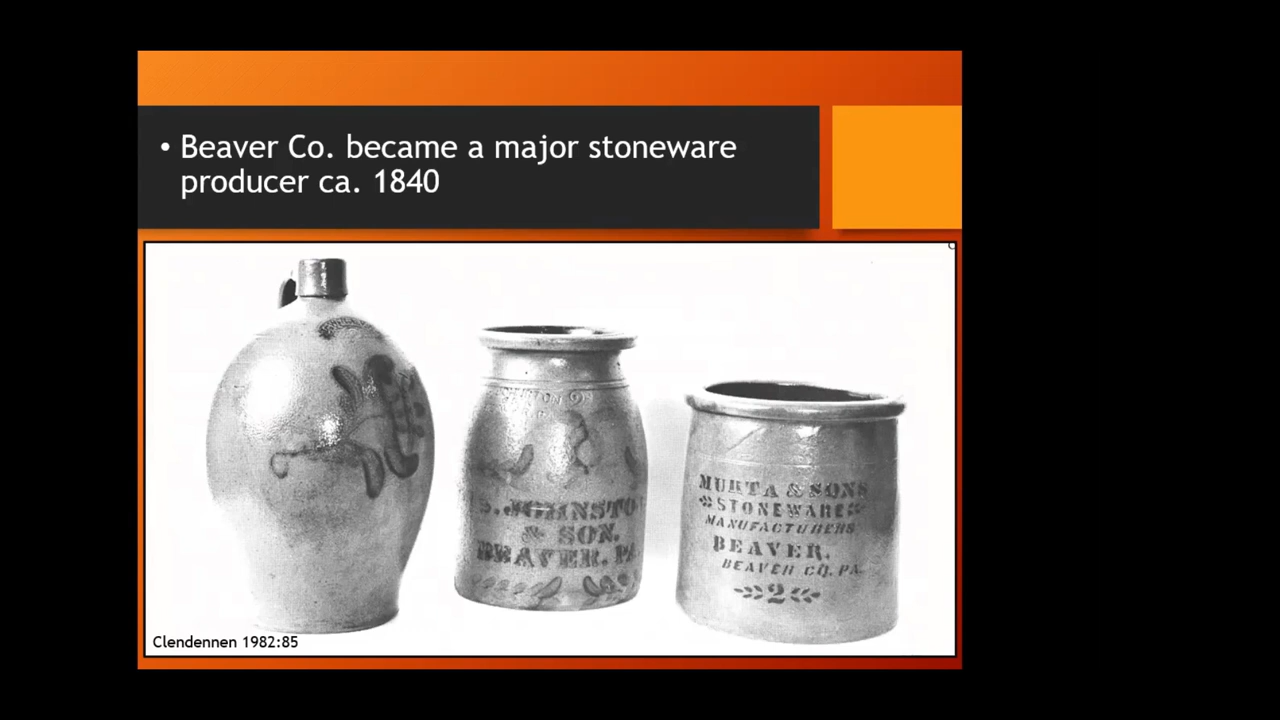 • Beaver Co. became a major stoneware
producer ca. 1840
S. JOHNSTO
& SON.
BEAVER. PA
MURTA & SONS
STONEWARE
MANUFACTURERS
BEAVER.
BEAVER CO. PA.
2
Clendennen 1982:85